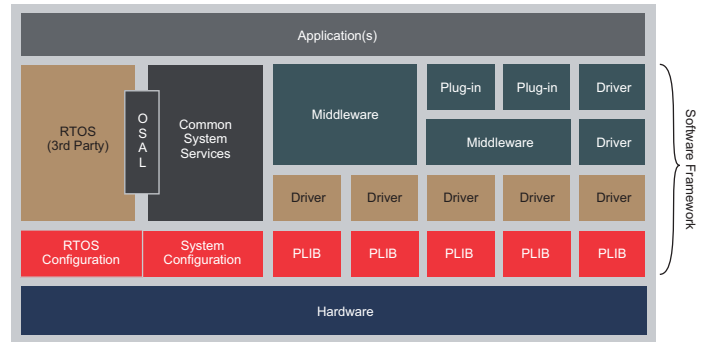 Application(s)
RTOS
(3rd Party)
O
S
A
L
Common
System
Services
Middleware
Plug-in
Plug-in
Driver
Middleware
Driver
Driver
Driver
Driver
Driver
Driver
RTOS
Configuration
System
Configuration
PLIB
PLIB
PLIB
PLIB
PLIB
Hardware
Software Framework